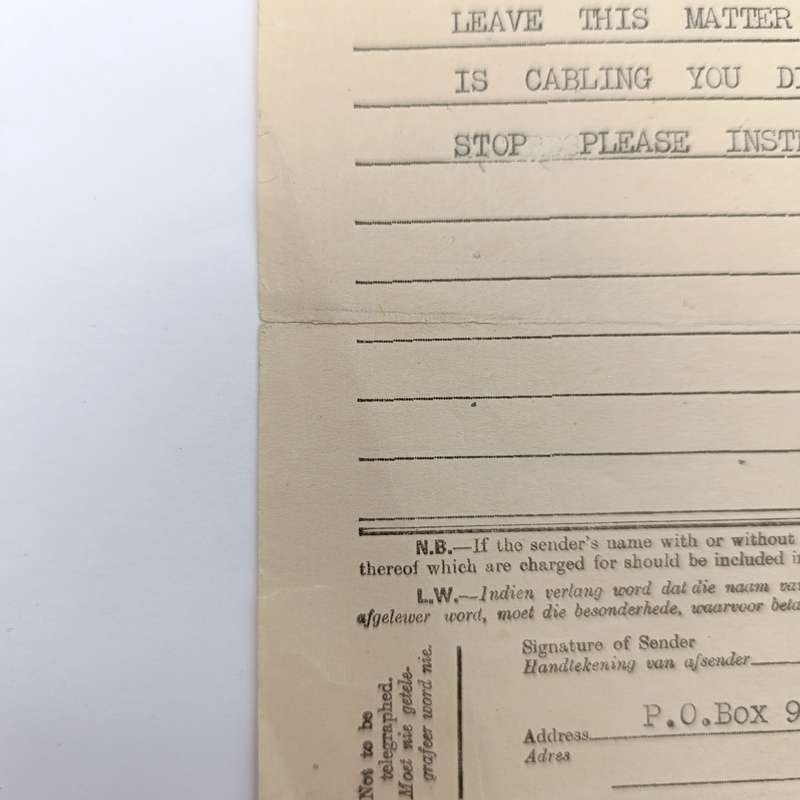 LEAVE THIS MATTER
IS CABLING YOU
STOP PLEASE
N.B.—If the sender's name with or without
thereof which are charged for should be included
L.W.—Indien verlang word dat die naam
afgelewer word, moet die besonderhede, waarvoor
Signature of Sender
Handtekening van afsender
P.O.Box 9
Address
Adres
Not to be
telegraphed.
Moet nie getele-
grafeer word nie.